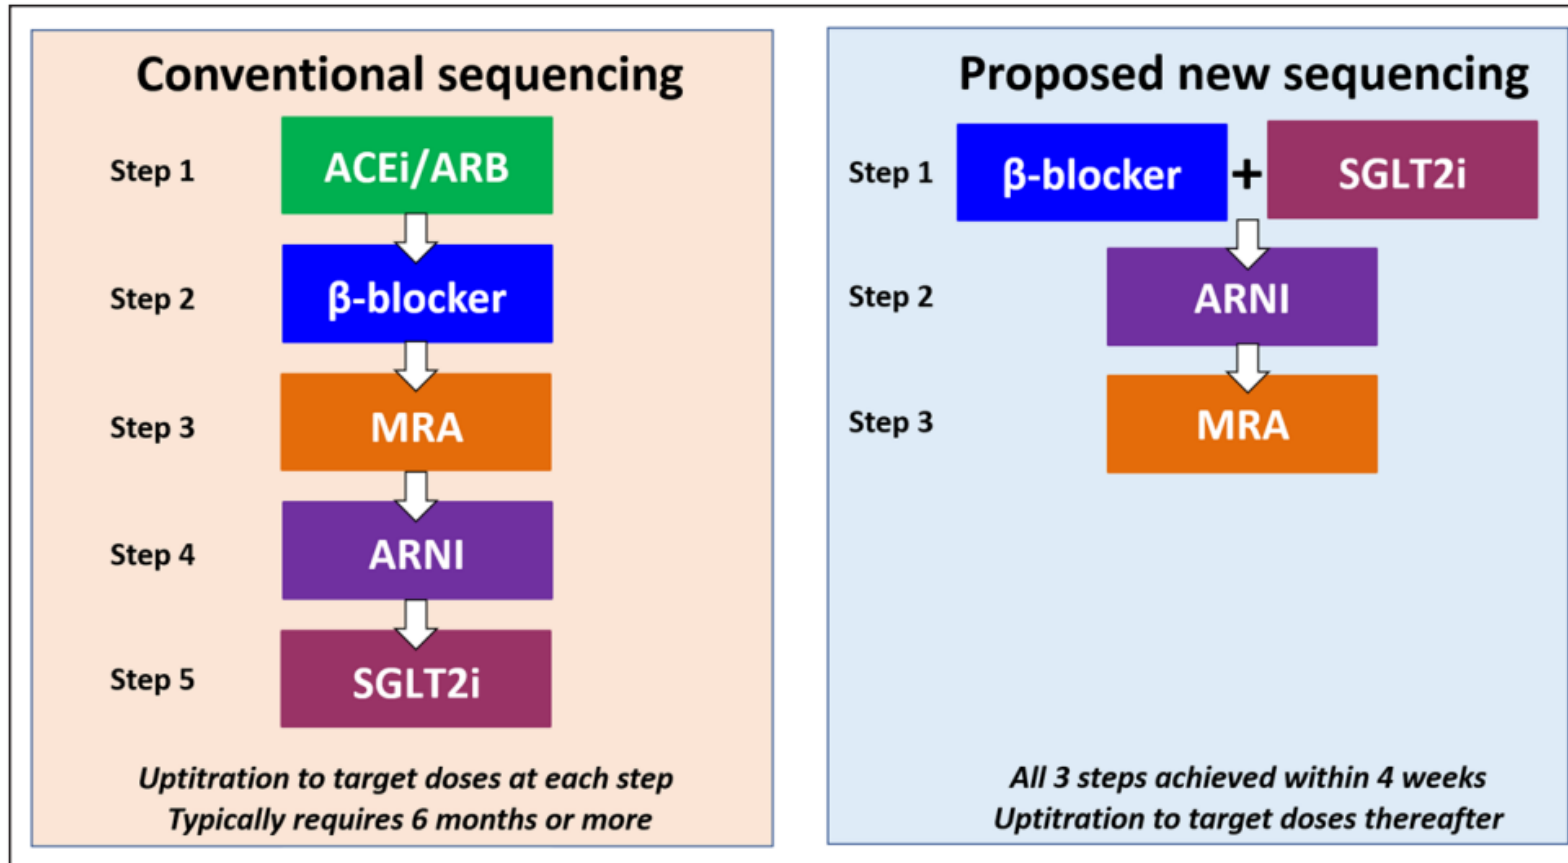 Conventional sequencing
Step 1
ACEi/ARB
Step 2
β-blocker
Step 3
MRA
Step 4
ARNI
Step 5
SGLT2i
Uptitration to target doses at each step
Typically requires 6 months or more
Proposed new sequencing
Step 1
β-blocker + SGLT2i
Step 2
ARNI
Step 3
MRA
All 3 steps achieved within 4 weeks
Uptitration to target doses thereafter